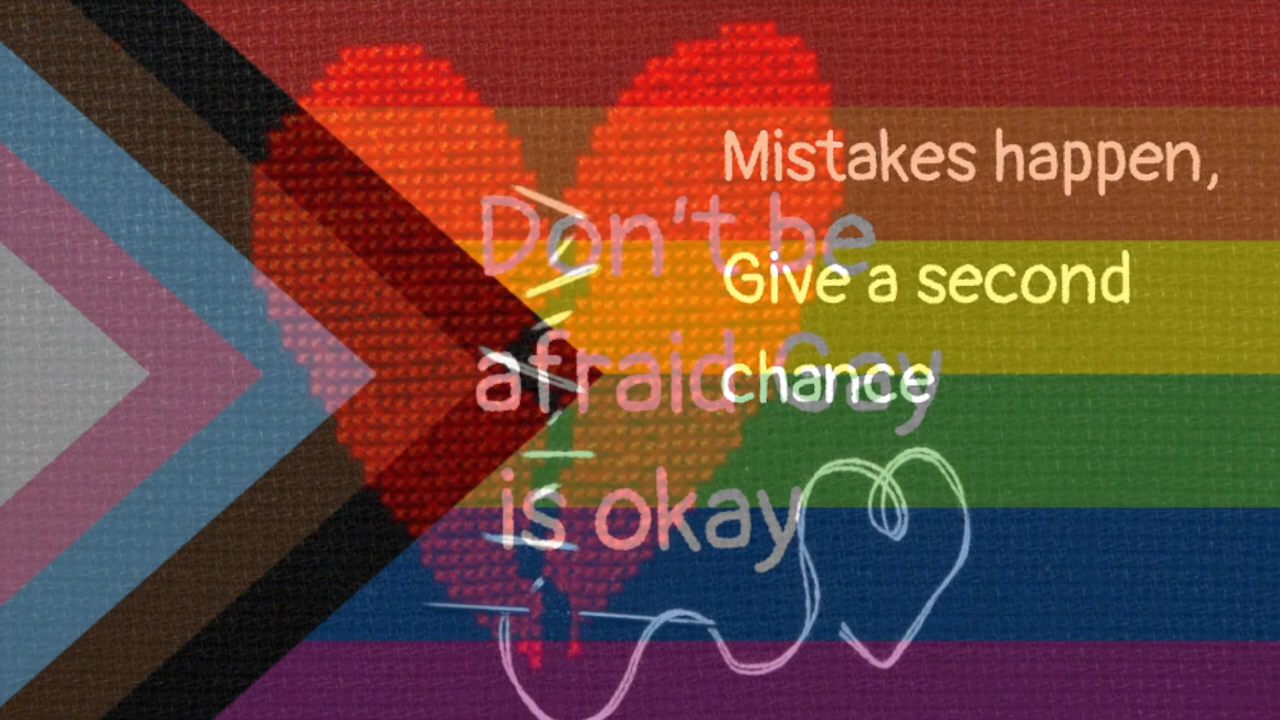 Mistakes happen,
Give a second
chance
Don't be
afraid Gay
is okay